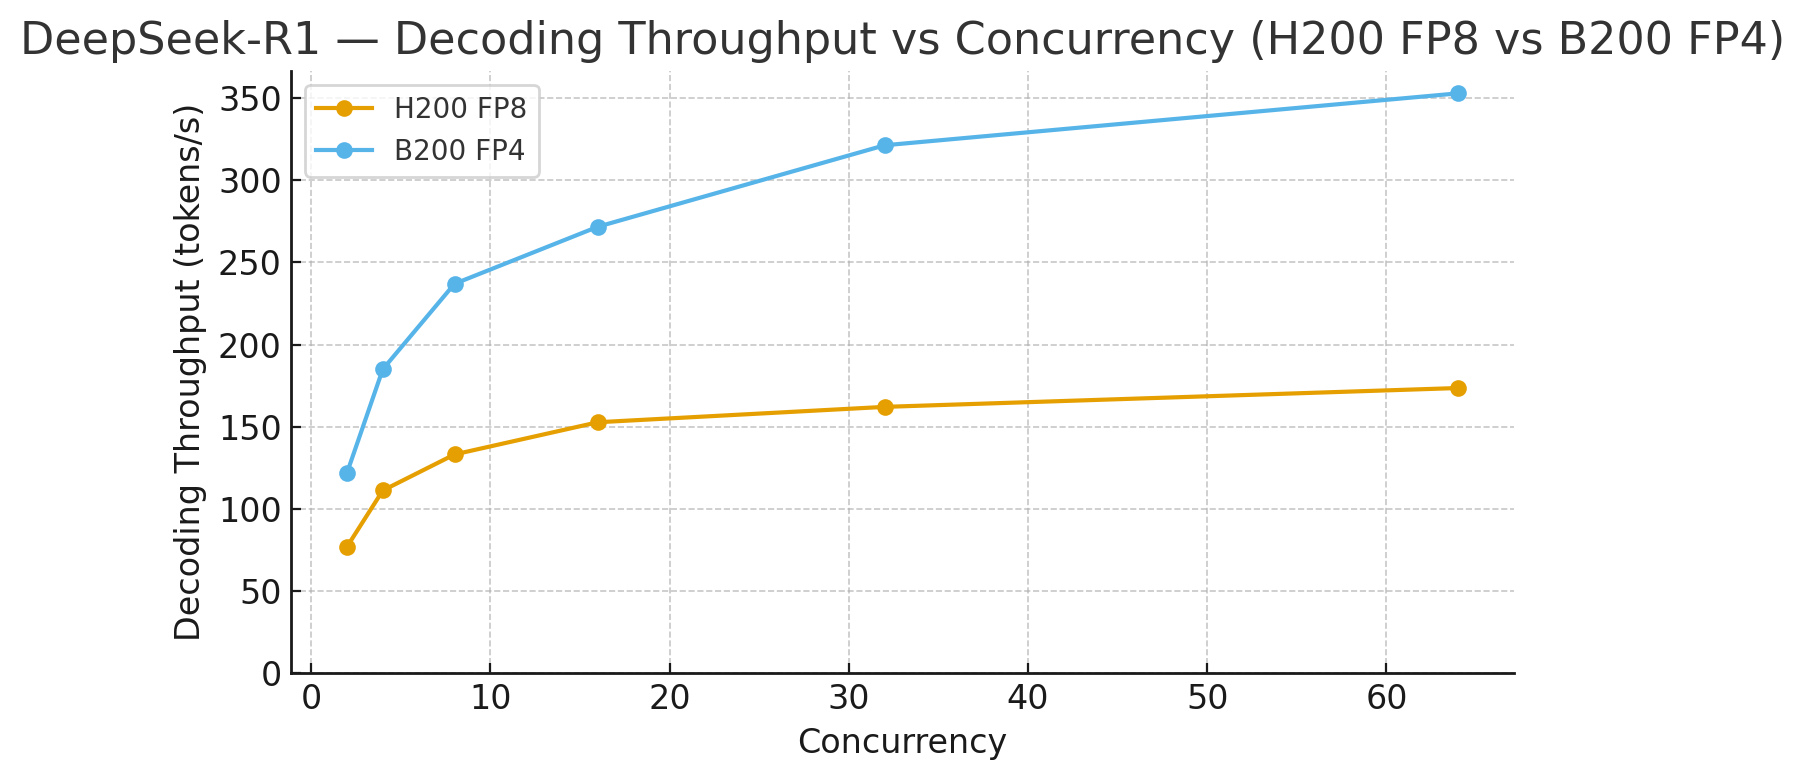 DeepSeek-R1 — Decoding Throughput vs Concurrency (H200 FP8 vs B200 FP4)
H200 FP8
B200 FP4
Decoding Throughput (tokens/s)
350
300
250
200
150
100
50
0
0 10 20 30 40 50 60
Concurrency